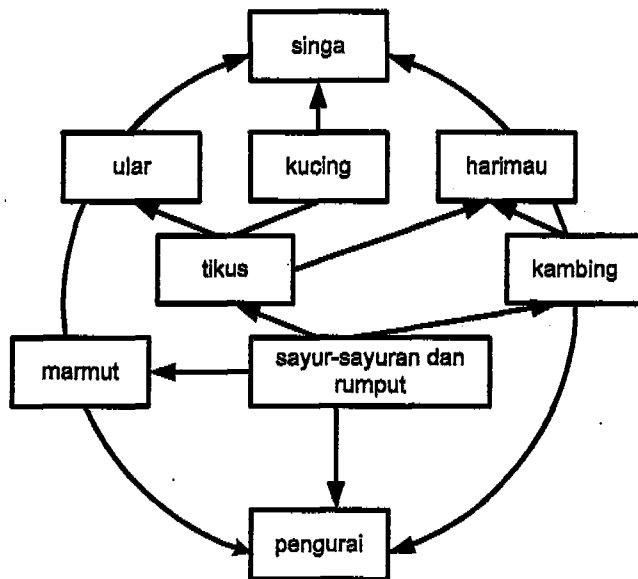 singa
ular
kucing
harimau
tikus
kambing
marmut
sayur-sayuran dan
rumput
pengurai